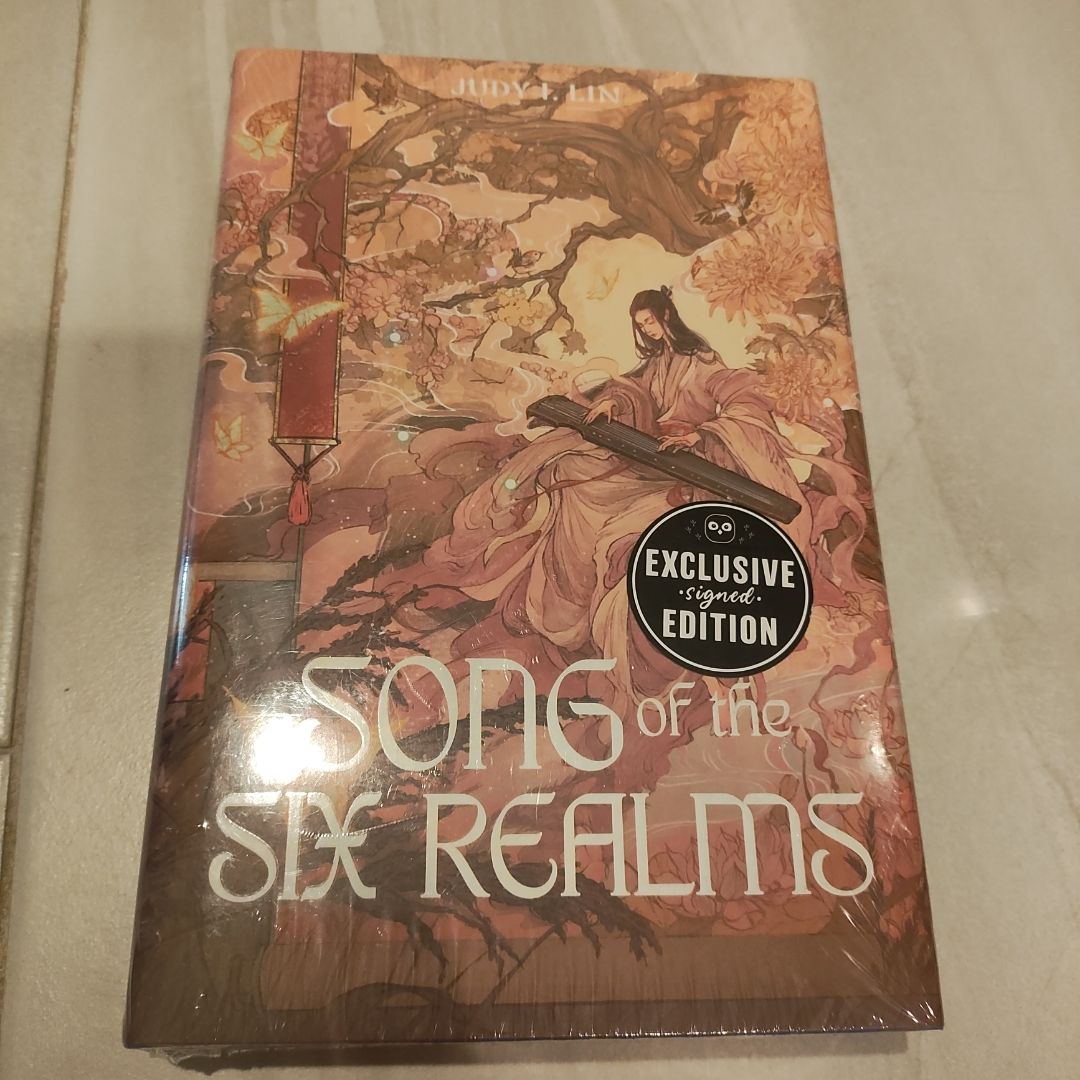 JUDY I. LIN
EXCLUSIVE
signed
EDITION
SONG of the
SIX REALMS